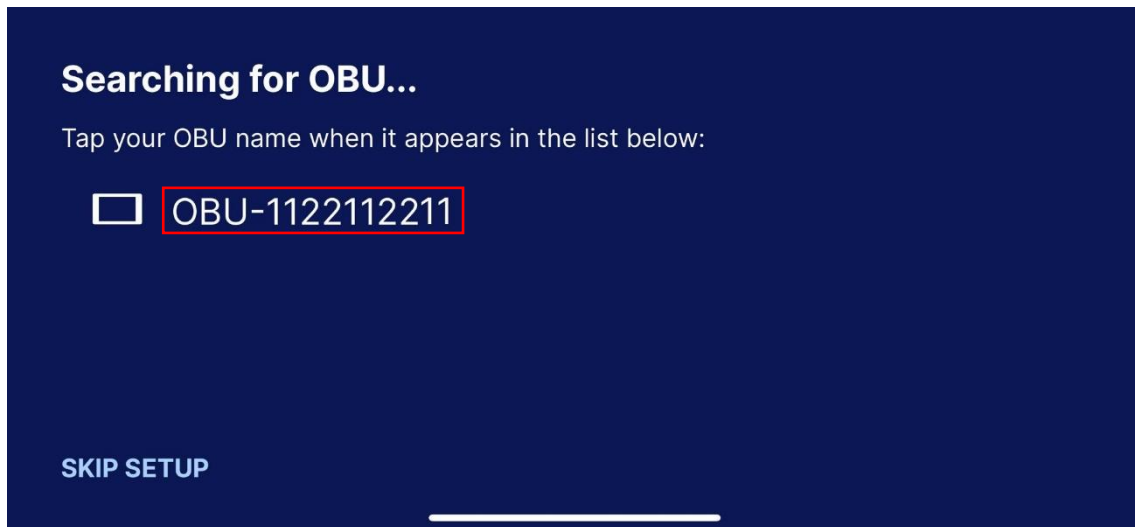 Searching for OBU...
Tap your OBU name when it appears in the list below:
OBU-1122112211
SKIP SETUP